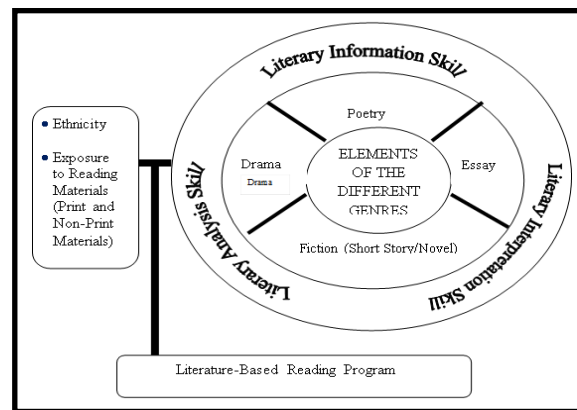 Literary Information Skill
• Ethnicity
• Exposure
to Reading
Materials
(Print and
Non-Print
Materials)
Literary Analysis Skill
Poetry
Drama
Drama
ELEMENTS
OF THE
DIFFERENT
GENRES
Essay
Fiction (Short Story/Novel)
Literary Interpretation Skill
Literature-Based Reading Program